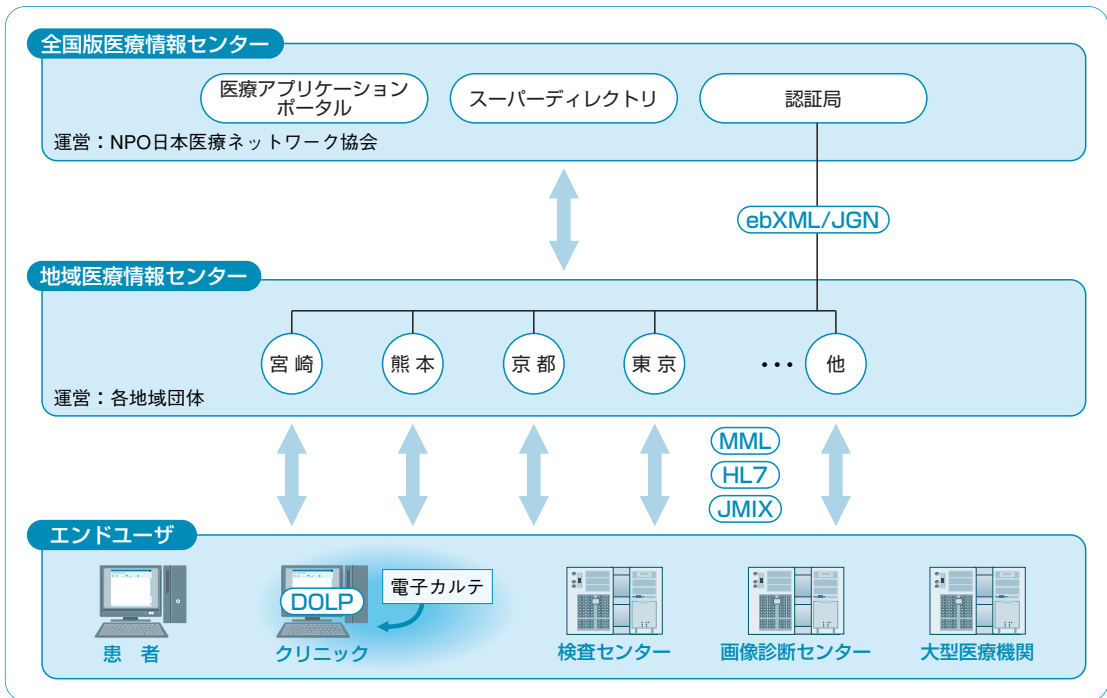 全国版医療情報センター
医療アプリケーション
ポータル
スーパーディレクトリ
認証局
運営：NPO日本医療ネットワーク協会
ebXML/JGN
地域医療情報センター
宮崎
熊本
京都
東京
･･･
他
運営：各地域団体
MML
HL7
JMIX
エンドユーザ
DOLP
電子カルテ
患者
クリニック
検査センター
画像診断センター
大型医療機関